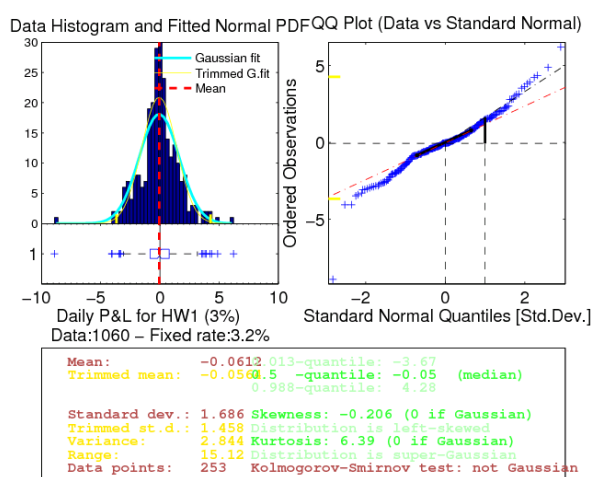 Data Histogram and Fitted Normal PDF
QQ Plot (Data vs Standard Normal)
30
25
20
15
10
5
0
1
Gaussian fit
Trimmed G.fit
Mean
−10
−5
0
5
10
Daily P&L for HW1 (3%)
Data:1060 − Fixed rate:3.2%
Ordered Observations
5
0
−5
−2
0
2
Standard Normal Quantiles [Std.Dev.]
Mean: −0.0612 0.013−quantile: −3.67
Trimmed mean: −0.0564 0.5 −quantile: −0.05 (median)
0.988−quantile: 4.28
Standard dev.: 1.686 Skewness: −0.206 (0 if Gaussian)
Trimmed st.d.: 1.458 Distribution is left−skewed
Variance: 2.844 Kurtosis: 6.39 (0 if Gaussian)
Range: 15.12 Distribution is super−Gaussian
Data points: 253 Kolmogorov−Smirnov test: not Gaussian